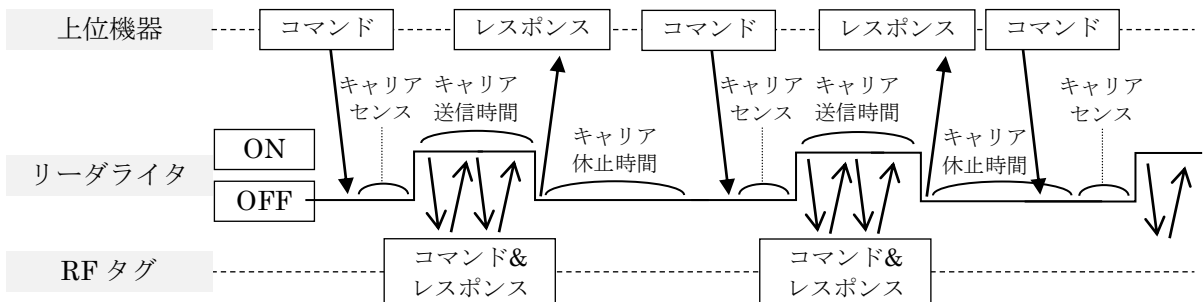 上位機器
コマンド
レスポンス
コマンド
レスポンス
コマンド
キャリア
センス
キャリア
送信時間
キャリア
休止時間
キャリア
センス
キャリア
送信時間
キャリア
休止時間
キャリア
センス
リーダライタ
ON
OFF
RF タグ
コマンド&
レスポンス
コマンド&
レスポンス